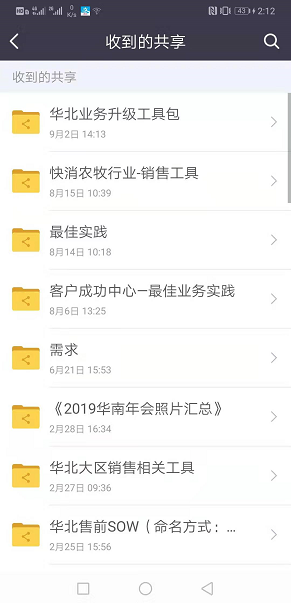 43
2:12
收到的共享
收到的共享
华北业务升级工具包
9月2日 14:13
快消农牧行业-销售工具
8月15日 10:39
最佳实践
8月14日 10:18
客户成功中心—最佳业务实践
8月6日 13:25
需求
6月21日 15:53
《2019华南年会照片汇总》
2月28日 16:34
华北大区销售相关工具
2月27日 09:36
华北售前SOW（命名方式：...
2月25日 15:56